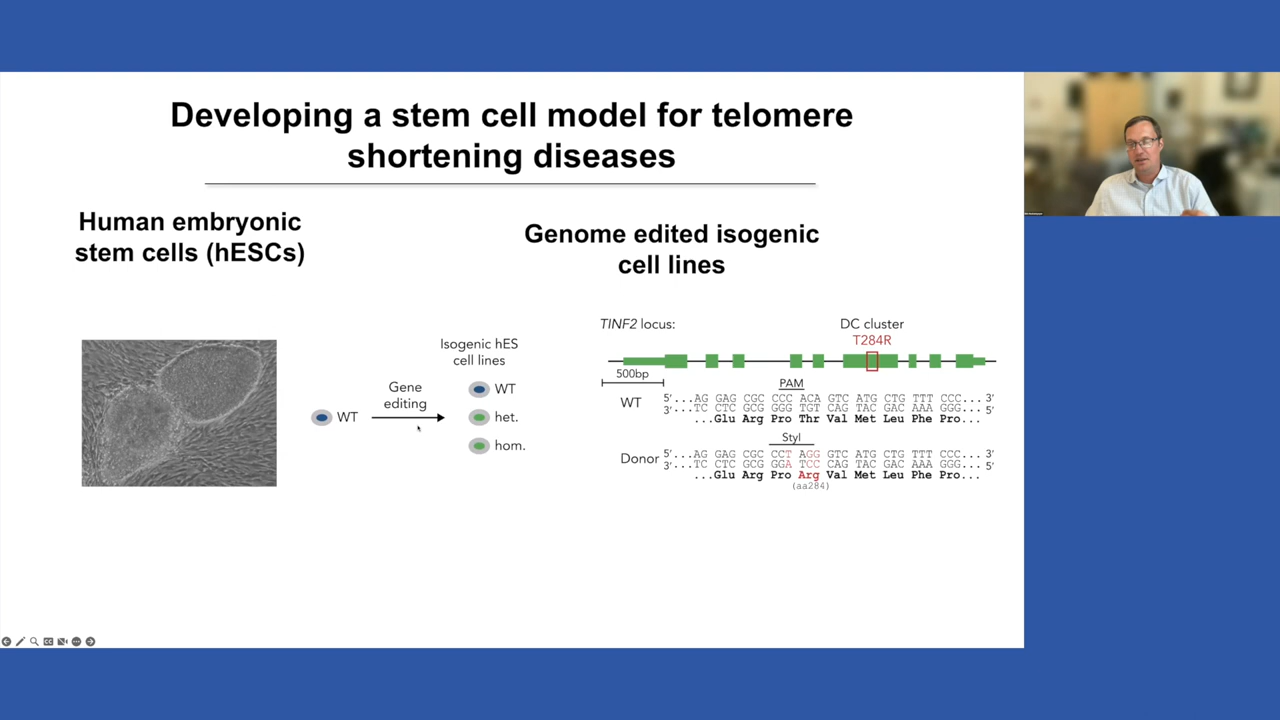 Developing a stem cell model for telomere
shortening diseases
Human embryonic
stem cells (hESCs)
Genome edited isogenic
cell lines
WT
Gene
editing
Isogenic hES
cell lines
WT
het.
hom.
TINF2 locus:
DC cluster
T284R
500bp
PAM
WT
5'...AG GAG CGC CCC ACA GTC ATG CTG TTT CCC... 3'
3'...TC CTC GCG GGG TGT CAG TAC GAC AAA GGG... 5'
...Glu Arg Pro Thr Val Met Leu Phe Pro...
StyI
Donor
5'...AG GAG CGC CCT AGG GTC ATG CTG TTT CCC... 3'
3'...TC CTC GCG GGA TCC CAG TAC GAC AAA GGG... 5'
...Glu Arg Pro Arg Val Met Leu Phe Pro...
(aa284)